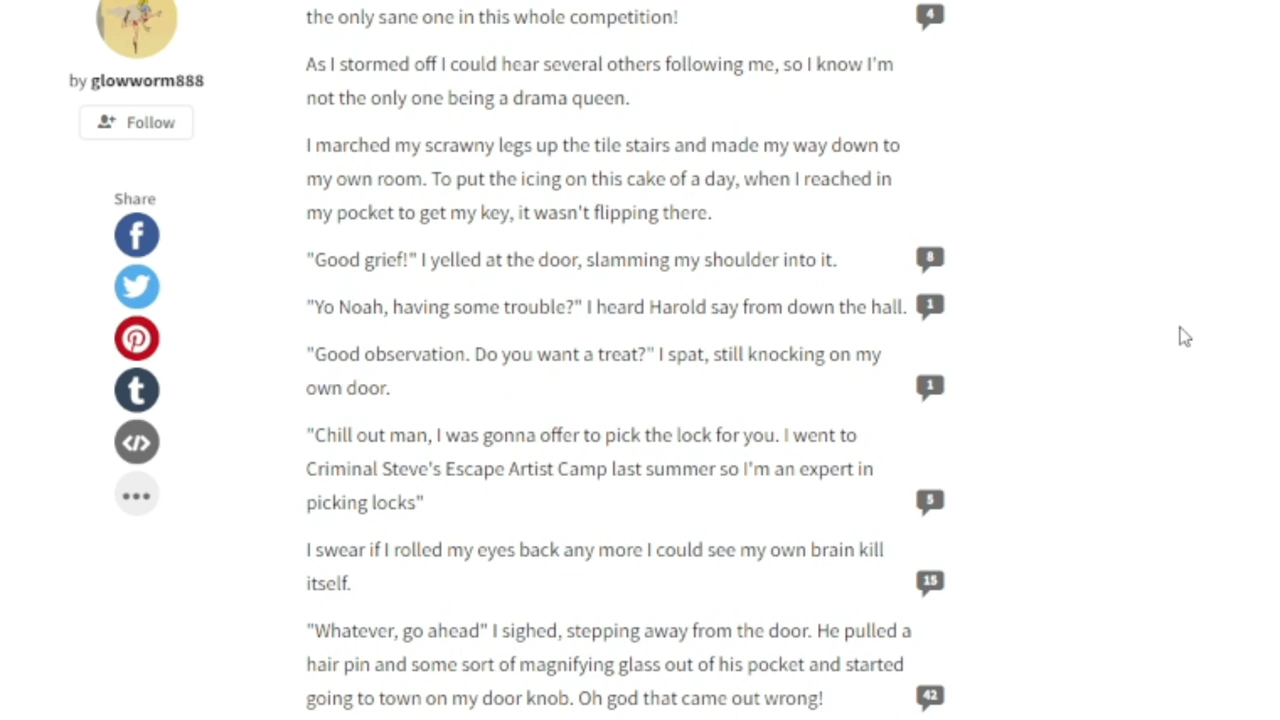 the only sane one in this whole competition!
4
As I stormed off I could hear several others following me, so I know I'm
not the only one being a drama queen.
by glowworm888
Follow
I marched my scrawny legs up the tile stairs and made my way down to
my own room. To put the icing on this cake of a day, when I reached in
my pocket to get my key, it wasn't flipping there.
Share
"Good grief!" I yelled at the door, slamming my shoulder into it.
8
"Yo Noah, having some trouble?" I heard Harold say from down the hall.
1
"Good observation. Do you want a treat?" I spat, still knocking on my
own door.
1
"Chill out man, I was gonna offer to pick the lock for you. I went to
Criminal Steve's Escape Artist Camp last summer so I'm an expert in
picking locks"
5
I swear if I rolled my eyes back any more I could see my own brain kill
itself.
15
"Whatever, go ahead" I sighed, stepping away from the door. He pulled a
hair pin and some sort of magnifying glass out of his pocket and started
going to town on my door knob. Oh god that came out wrong!
42